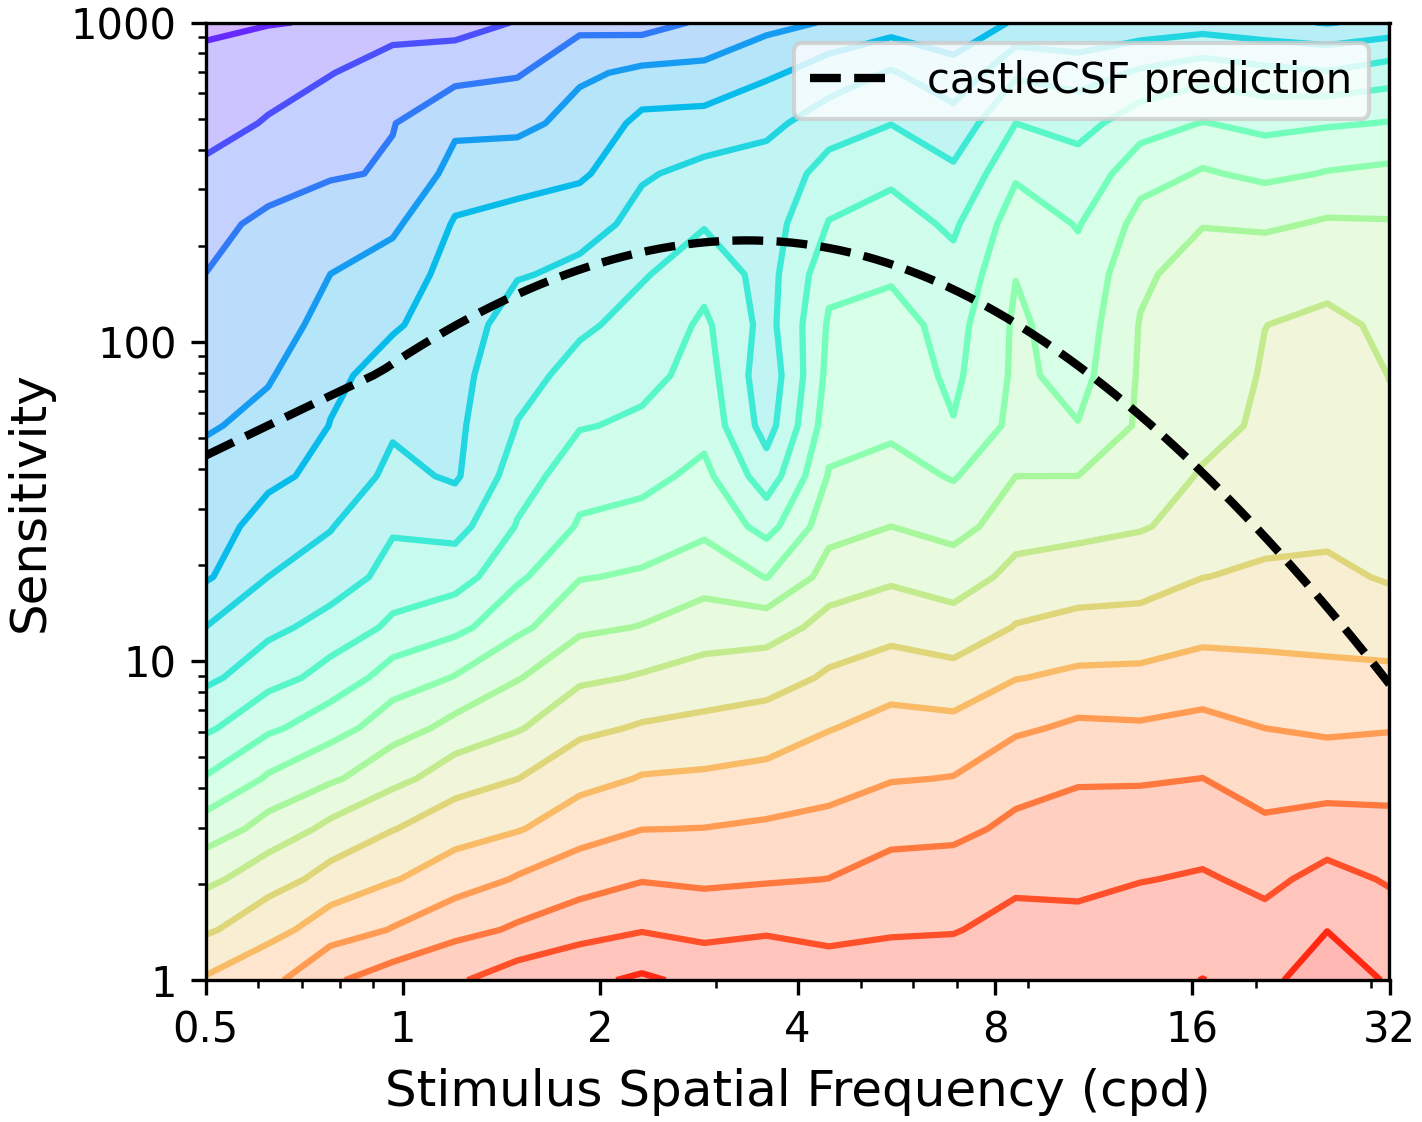 castleCSF prediction
1000
100
10
1
Sensitivity
0.5 1 2 4 8 16 32
Stimulus Spatial Frequency (cpd)